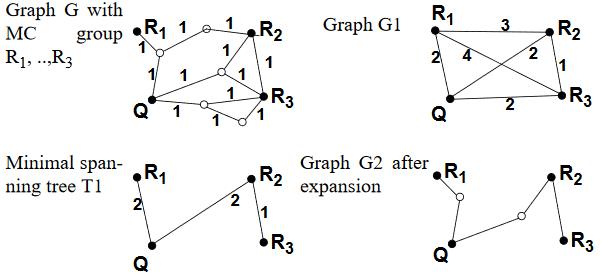 Graph G with
MC group
R1, ..,R3
R1
1
1
R2
1
1
1
1
1
1
1
R3
Q
1
1
1
Graph G1
R1
3
R2
2
4
2
1
R3
Q
2
Minimal span-
ning tree T1
R1
R2
2
2
1
R3
Q
Graph G2 after
expansion
R1
R2
R3
Q